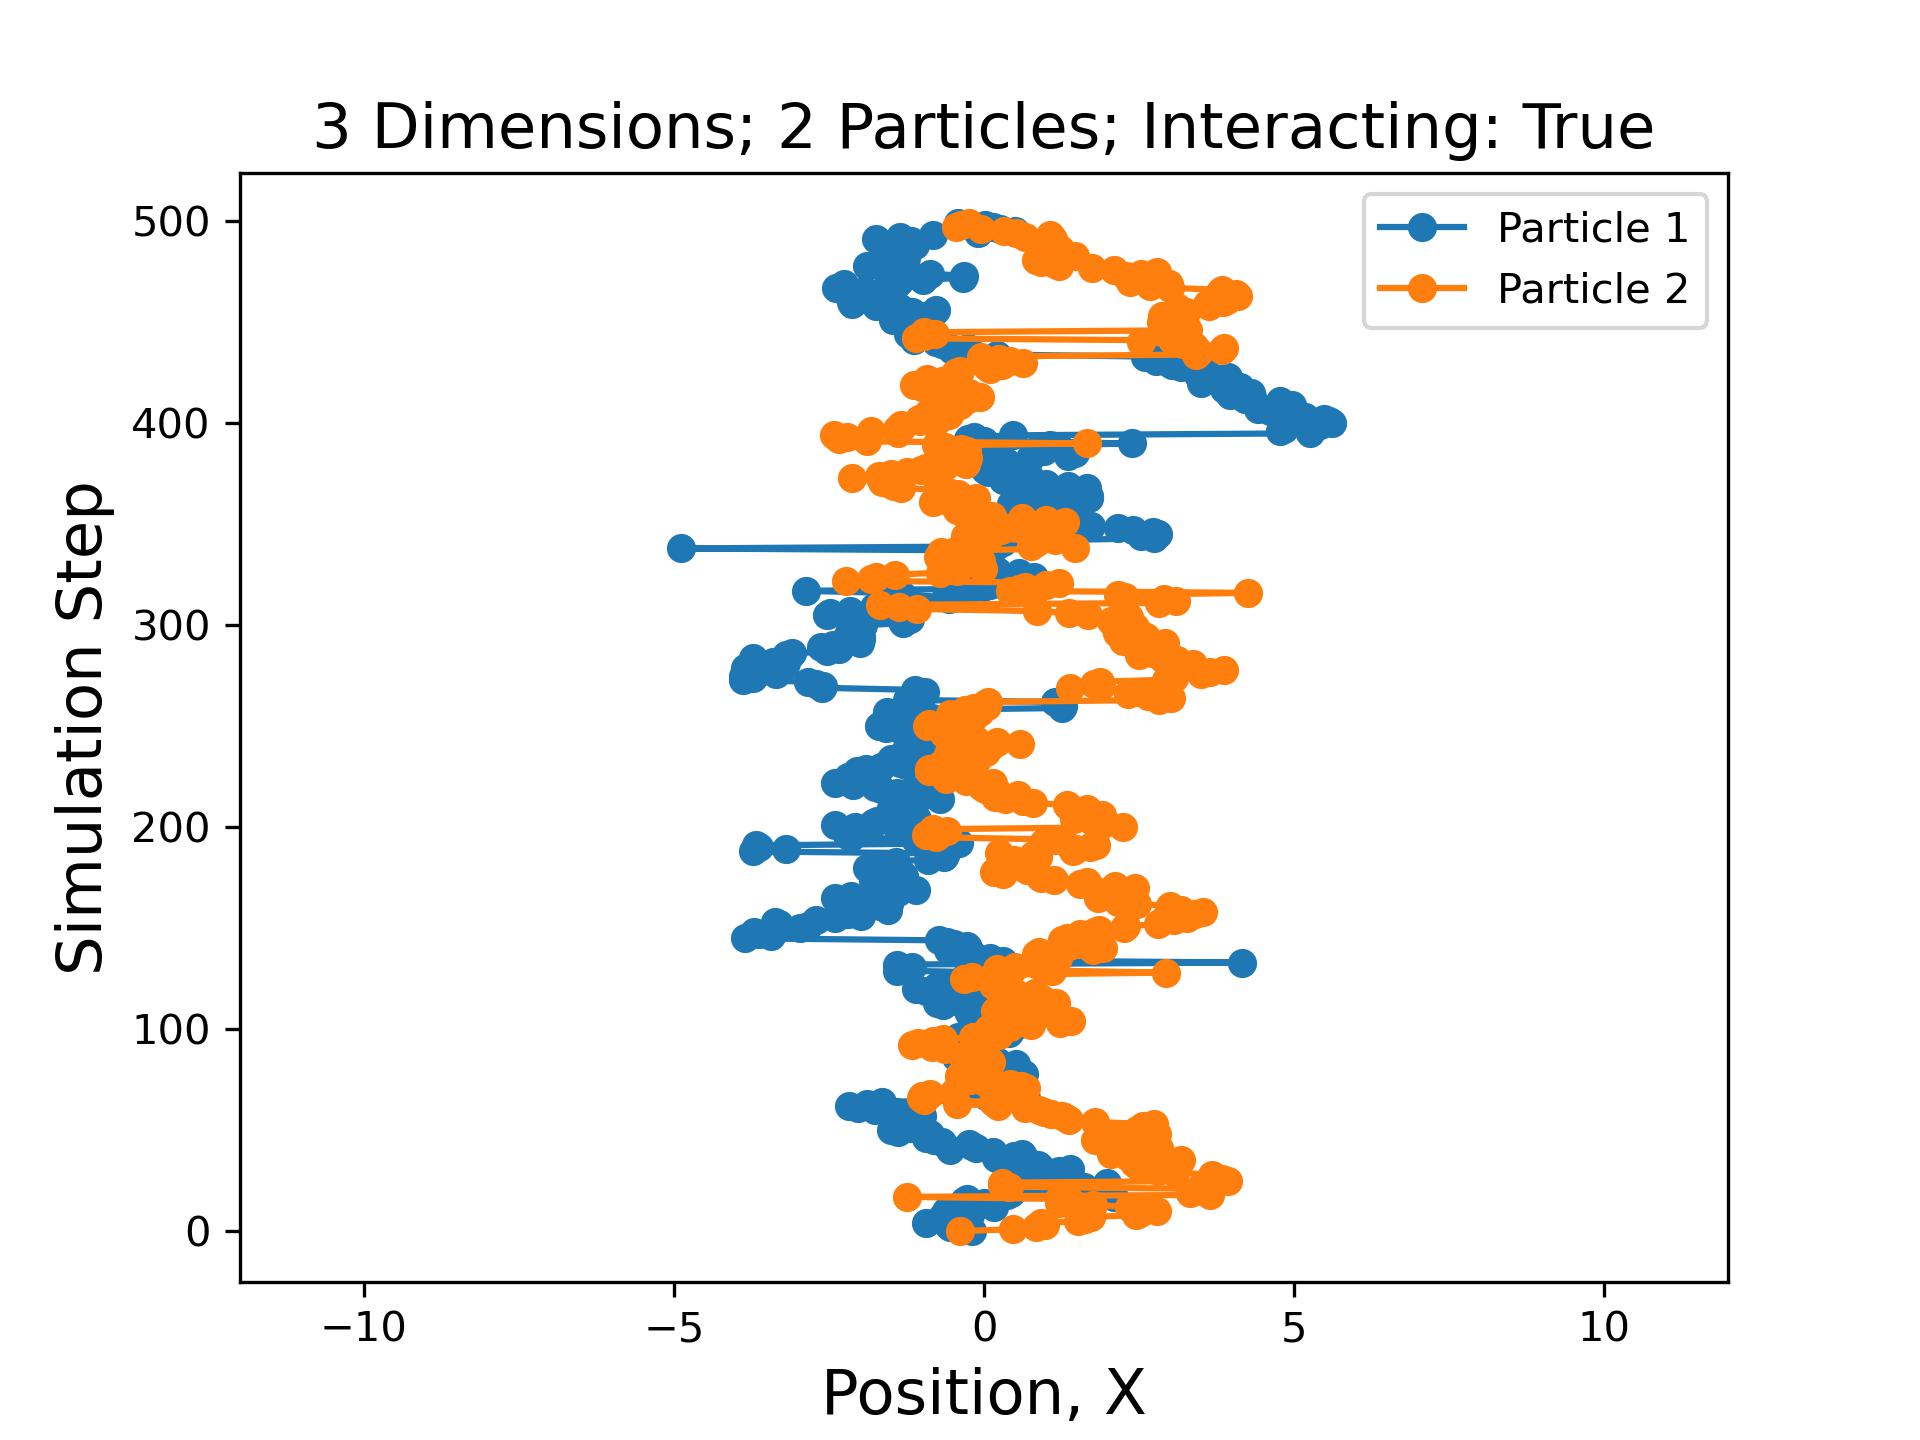 3 Dimensions; 2 Particles; Interacting: True
Particle 1
Particle 2
Simulation Step
500
400
300
200
100
0
−10
−5
0
5
10
Position, X